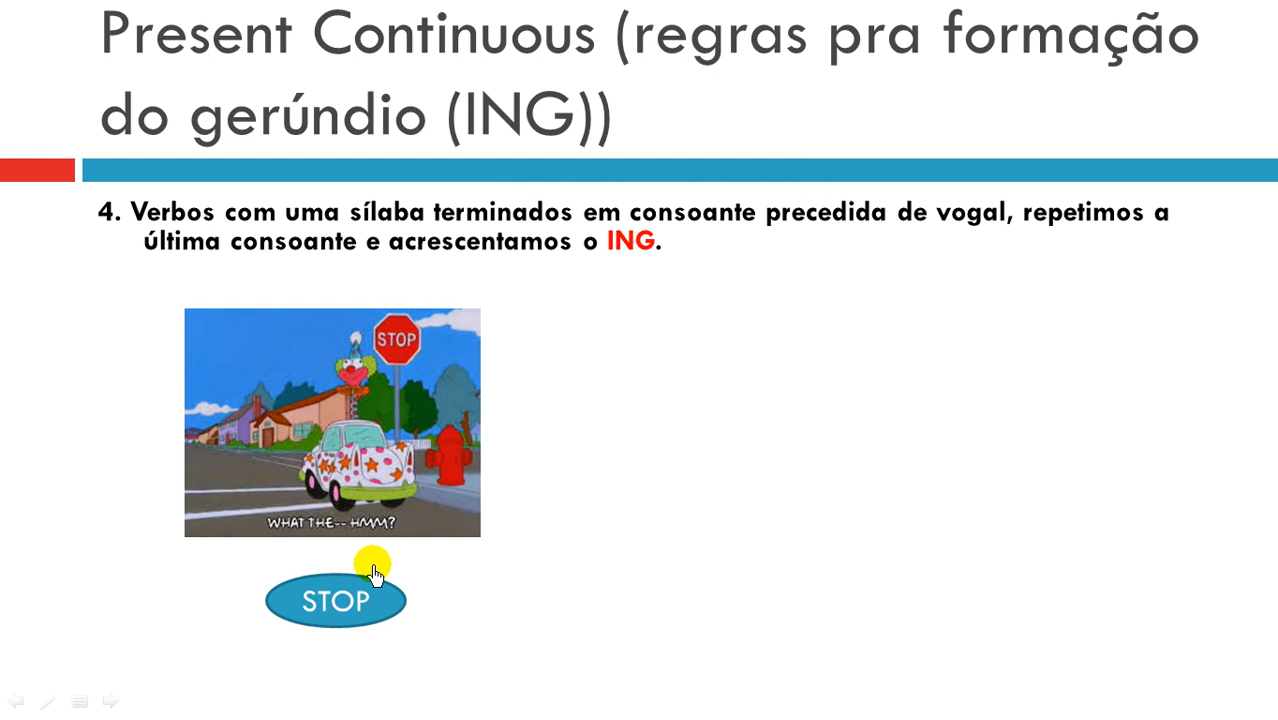 Present Continuous (regras pra formação
do gerúndio (ING))
4. Verbos com uma sílaba terminados em consoante precedida de vogal, repetimos a
última consoante e acrescentamos o ING.
STOP
WHAT THE-- HMM?
STOP